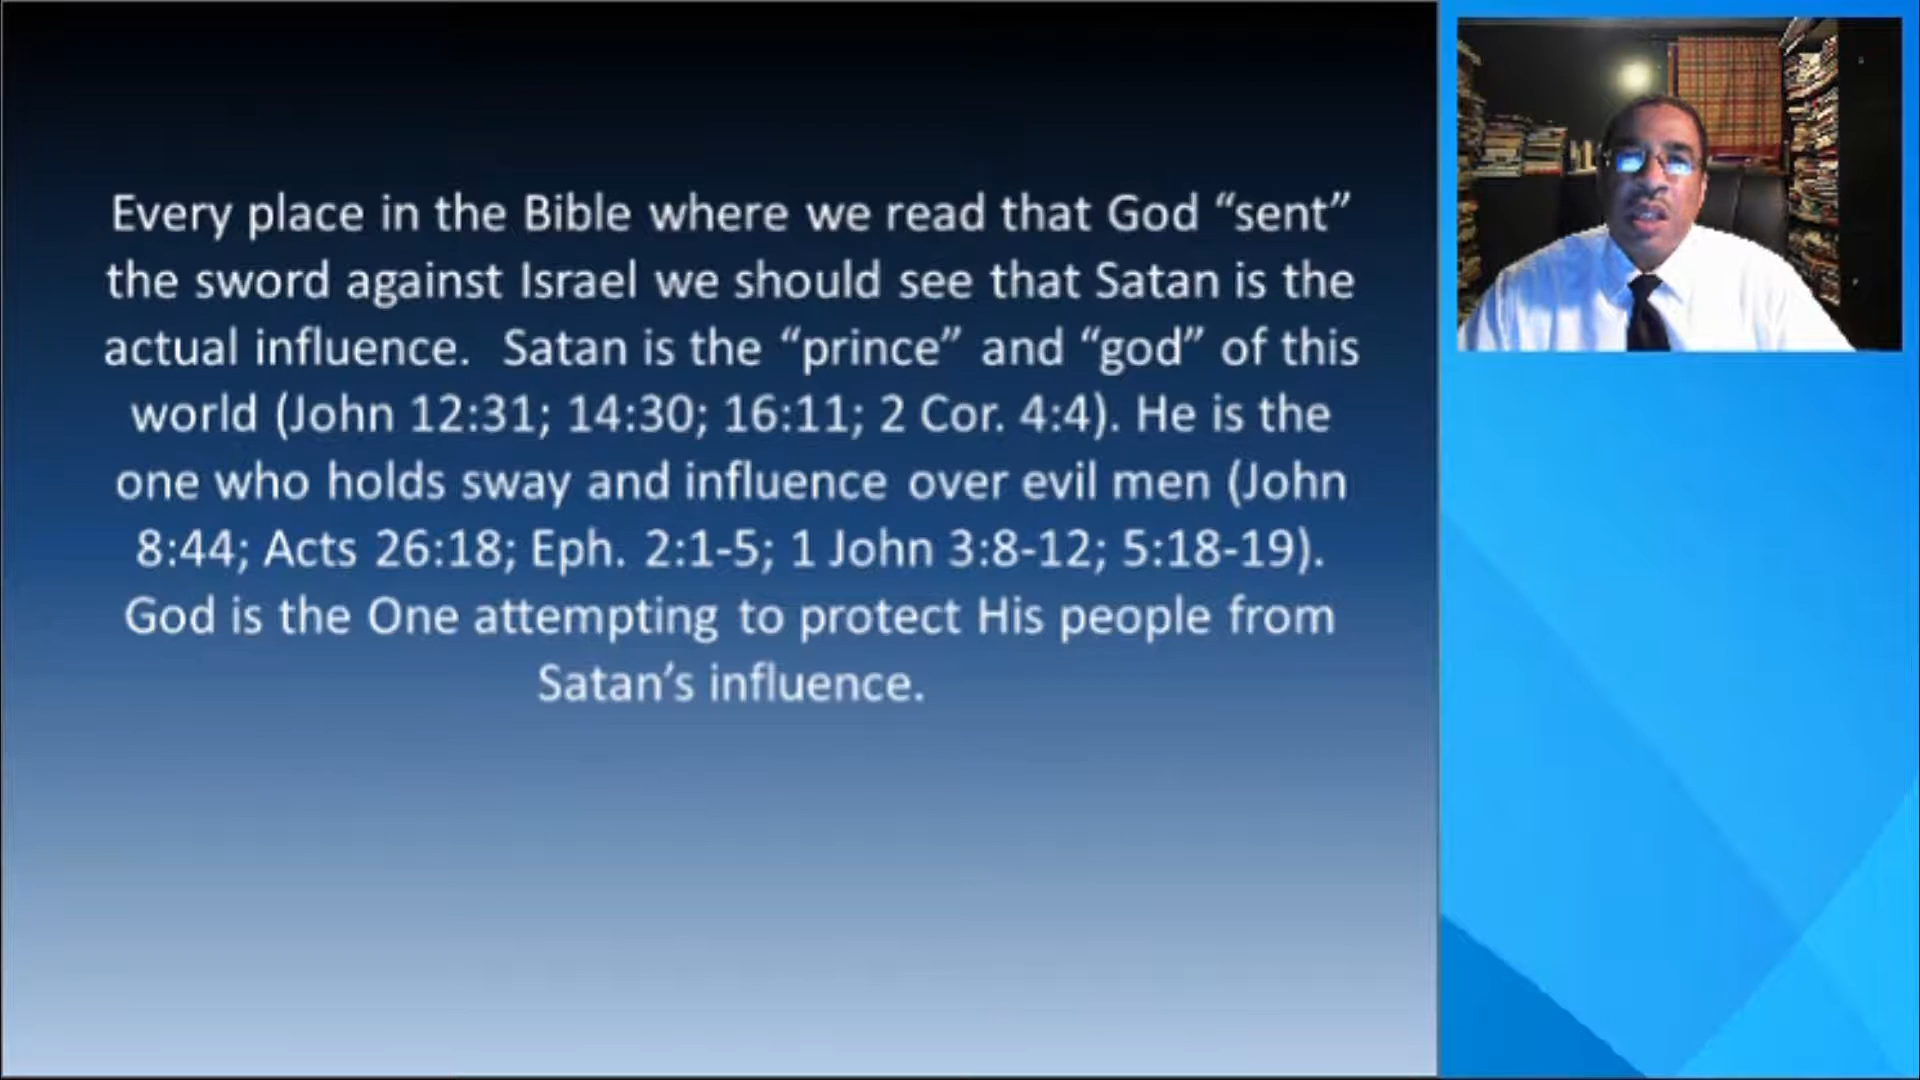 Every place in the Bible where we read that God “sent”
the sword against Israel we should see that Satan is the
actual influence.  Satan is the “prince” and “god” of this
world (John 12:31; 14:30; 16:11; 2 Cor. 4:4). He is the
one who holds sway and influence over evil men (John
8:44; Acts 26:18; Eph. 2:1-5; 1 John 3:8-12; 5:18-19).
God is the One attempting to protect His people from
Satan’s influence.